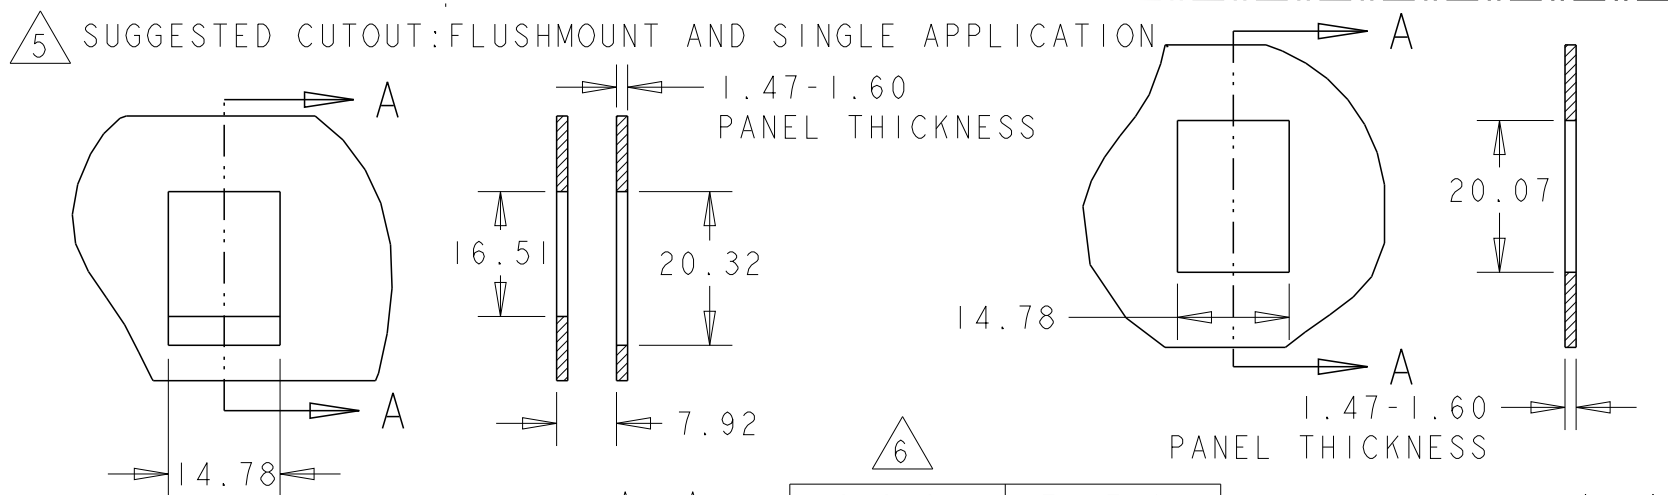 5 SUGGESTED CUTOUT:FLUSHMOUNT AND SINGLE APPLICATION
A
A
1.47-1.60
PANEL THICKNESS
16.51
20.32
7.92
A
14.78
A
20.07
14.78
A
1.47-1.60
PANEL THICKNESS
6